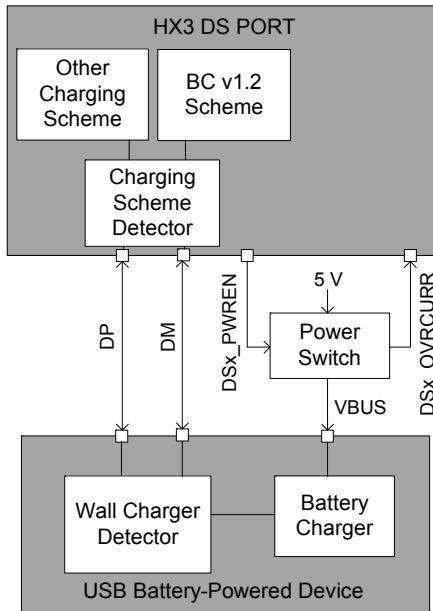 HX3 DS PORT
Other
Charging
Scheme
BC v1.2
Scheme
Charging
Scheme
Detector
DP
DM
DSx_PWREN
5 V
Power
Switch
DSx_OVRCURR
VBUS
Wall Charger
Detector
Battery
Charger
USB Battery-Powered Device